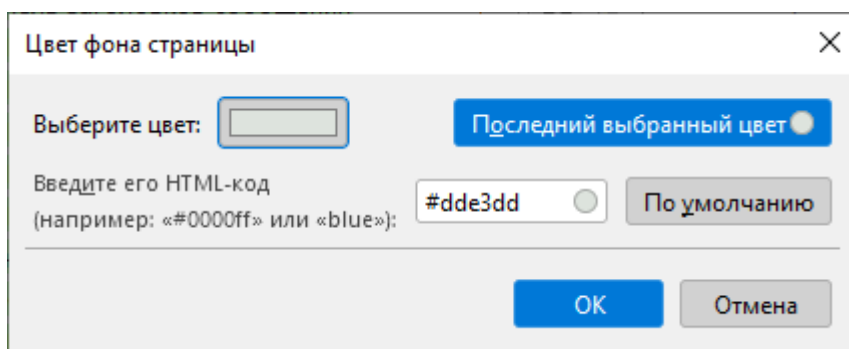 Цвет фона страницы
Выберите цвет:
Последний выбранный цвет
Введите его HTML-код
(например: «#0000ff» или «blue»):
#dde3dd
По умолчанию
OK
Отмена